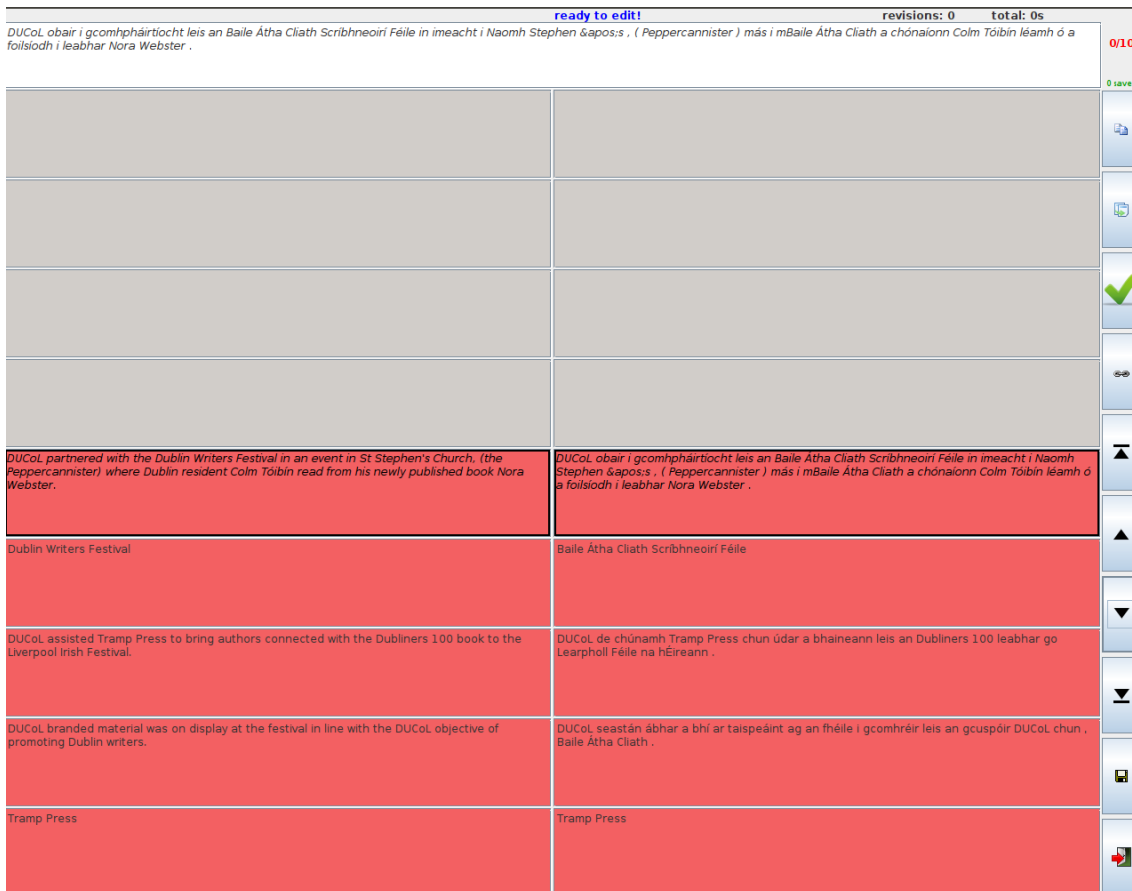 ready to edit!
revisions: 0
total: 0s
DUCoL obair i gcomhpháirtíocht leis an Baile Átha Cliath Scríbhneoirí Féile in imeacht i Naomh Stephen &apos;s , ( Peppercannister ) más i mBaile Átha Cliath a chónaíonn Colm Tóibín léamh ó a
foilsíodh i leabhar Nora Webster .
0/10
0 save
DUCoL partnered with the Dublin Writers Festival in an event in St Stephen's Church, (the
Peppercannister) where Dublin resident Colm Tóibín read from his newly published book Nora
Webster.
DUCoL obair i gcomhpháirtíocht leis an Baile Átha Cliath Scríbhneoirí Féile in imeacht i Naomh
Stephen &apos;s , ( Peppercannister ) más i mBaile Átha Cliath a chónaíonn Colm Tóibín léamh ó
a foilsíodh i leabhar Nora Webster .
Dublin Writers Festival
Baile Átha Cliath Scríbhneoirí Féile
DUCoL assisted Tramp Press to bring authors connected with the Dubliners 100 book to the
Liverpool Irish Festival.
DUCoL de chúnamh Tramp Press chun údar a bhaineann leis an Dubliners 100 leabhar go
Learpholl Féile na hÉireann .
DUCoL branded material was on display at the festival in line with the DUCoL objective of
promoting Dublin writers.
DUCoL seastán ábhar a bhí ar taispeáint ag an fhéile i gcomhréir leis an gcuspóir DUCoL chun ,
Baile Átha Cliath .
Tramp Press
Tramp Press